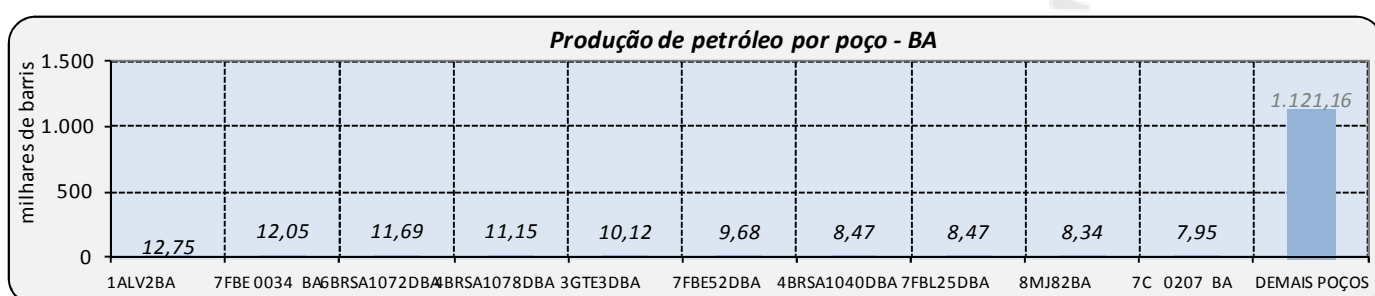 Produção de petróleo por poço - BA
milhares de barris
1.500
1.000
500
0
1.121,16
12,75 12,05 11,69 11,15 10,12 9,68 8,47 8,47 8,34 7,95
1ALV2BA 7FBE 0034 BA 6BRSA1072DBA 4BRSA1078DBA 3GTE3DBA 7FBE52DBA 4BRSA1040DBA 7FBL25DBA 8MJ82BA 7C 0207 BA DEMAIS POÇOS